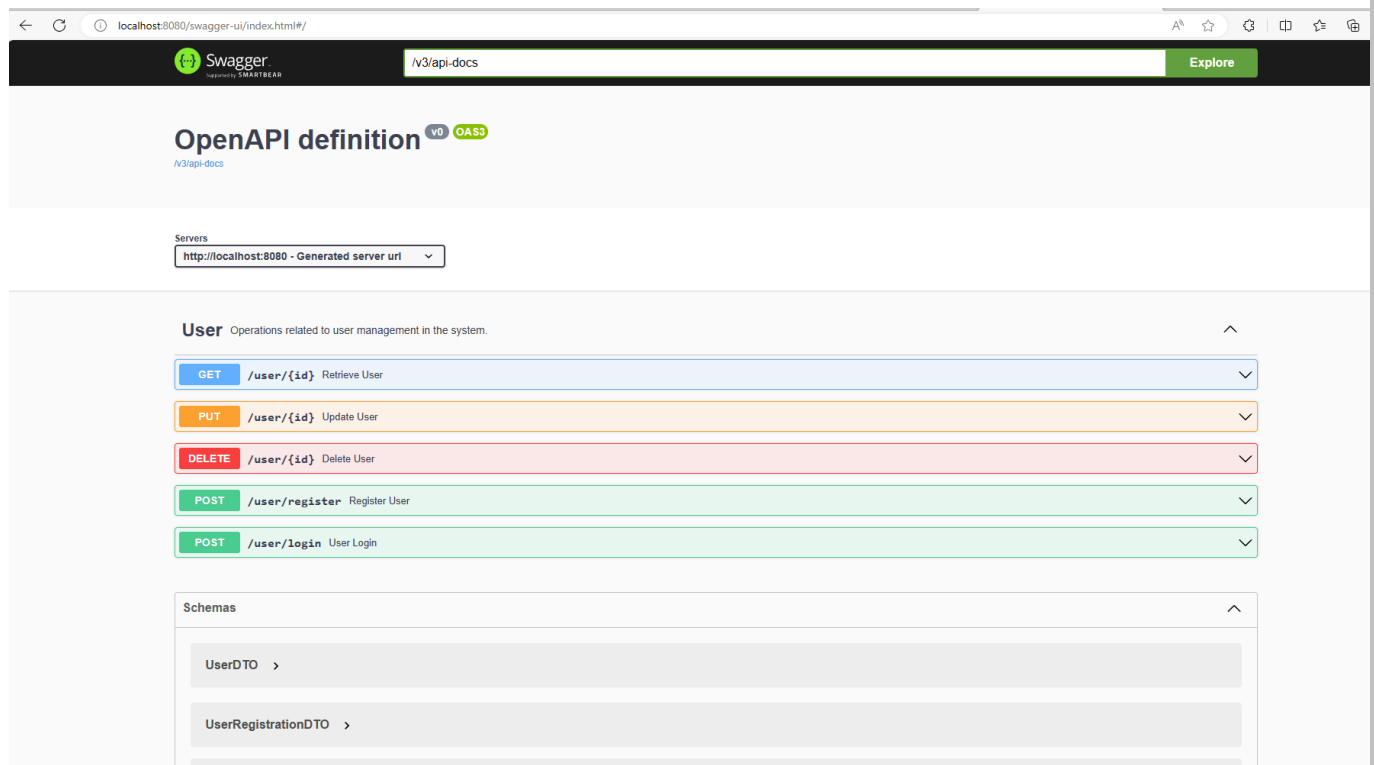 localhost:8080/swagger-ui/index.html#/
Swagger.
Supported by SMARTBEAR
/v3/api-docs
Explore
OpenAPI definition v0 OAS3
/v3/api-docs
Servers
http://localhost:8080 - Generated server url
User Operations related to user management in the system.
GET /user/{id} Retrieve User
PUT /user/{id} Update User
DELETE /user/{id} Delete User
POST /user/register Register User
POST /user/login User Login
Schemas
UserDTO
UserRegistrationDTO